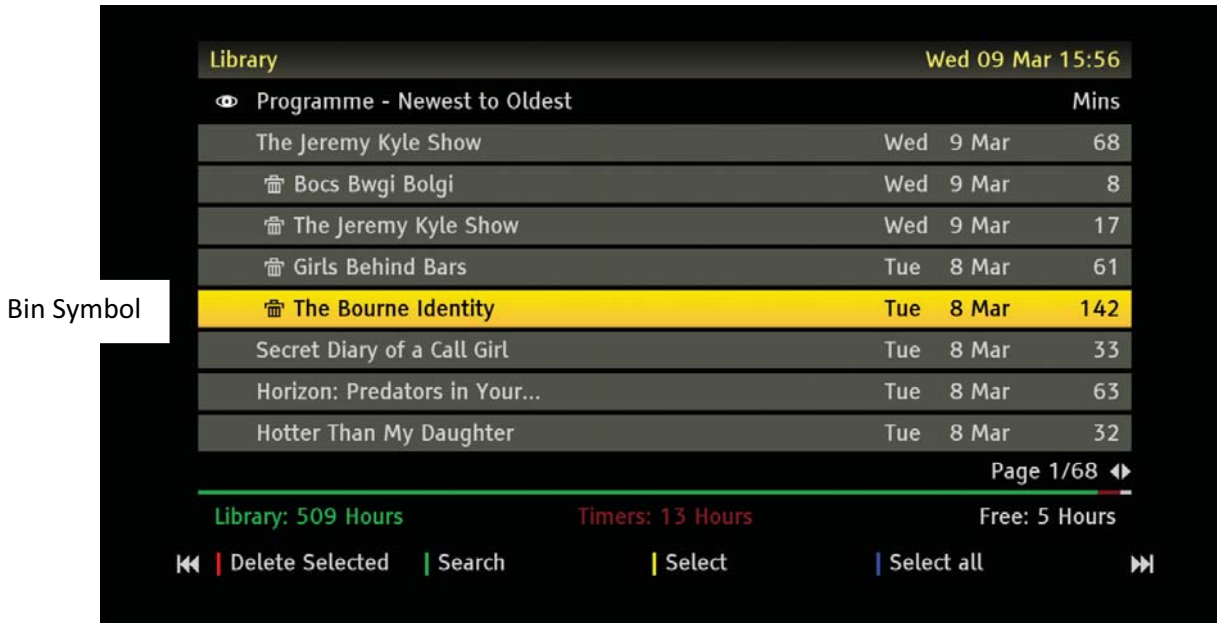 Library Wed 09 Mar 15:56
Programme - Newest to Oldest Mins
The Jeremy Kyle Show Wed 9 Mar 68
Bocs Bwgi Bolgi Wed 9 Mar 8
The Jeremy Kyle Show Wed 9 Mar 17
Girls Behind Bars Tue 8 Mar 61
Bin Symbol
The Bourne Identity Tue 8 Mar 142
Secret Diary of a Call Girl Tue 8 Mar 33
Horizon: Predators in Your... Tue 8 Mar 63
Hotter Than My Daughter Tue 8 Mar 32
Page 1/68
Library: 509 Hours Timers: 13 Hours Free: 5 Hours
Delete Selected Search Select Select all